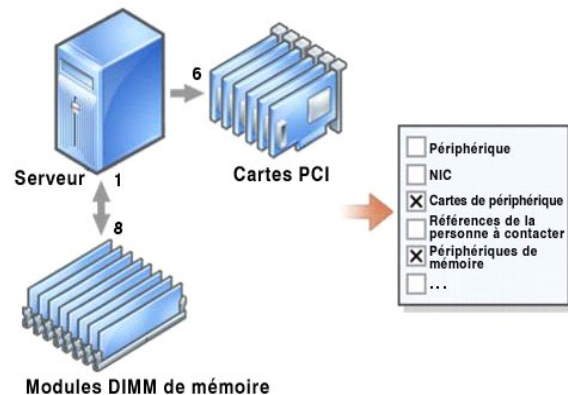 6
Serveur 1
Cartes PCI
8
Modules DIMM de mémoire
Périphérique
NIC
Cartes de périphérique
Références de la
personne à contacter
Périphériques de
mémoire
...